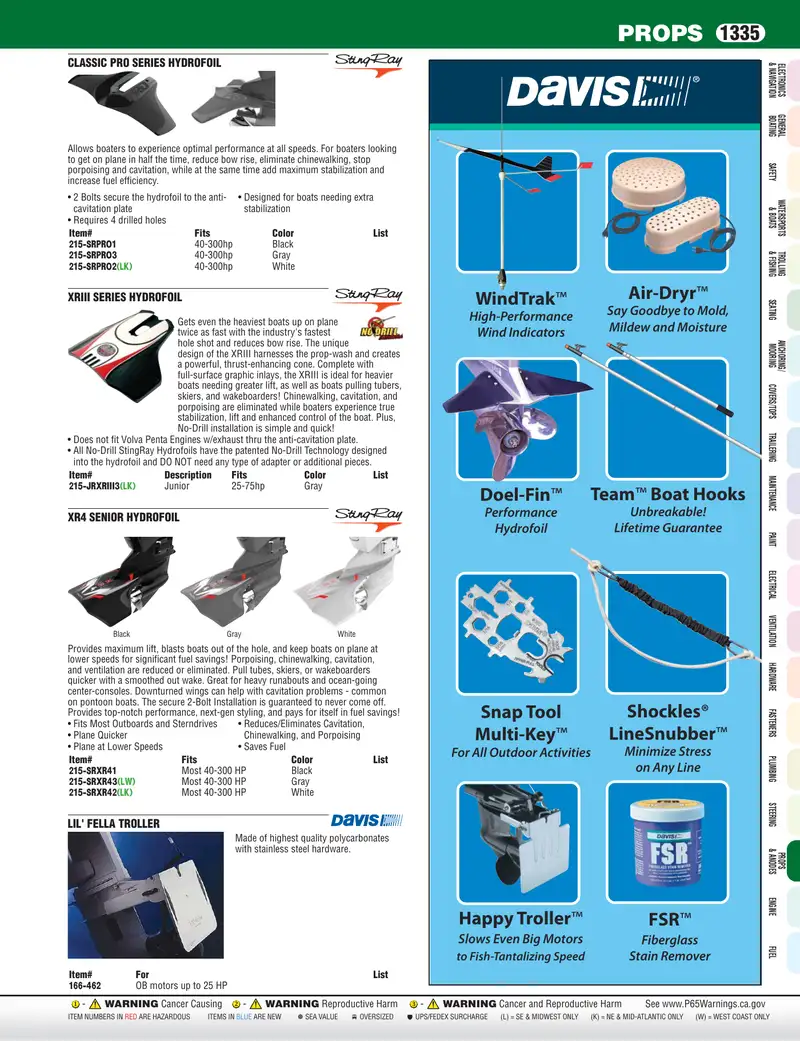 PROPS 1335
CLASSIC PRO SERIES HYDROFOIL
StingRay
Allows boaters to experience optimal performance at all speeds. For boaters looking
to get on plane in half the time, reduce bow rise, eliminate chinewalking, stop
porpoising and cavitation, while at the same time add maximum stabilization and
increase fuel efficiency.
• 2 Bolts secure the hydrofoil to the anti-
cavitation plate
• Requires 4 drilled holes
• Designed for boats needing extra
stabilization
Item# Fits Color List
215-SRPRO1 40-300hp Black
215-SRPRO3 40-300hp Gray
215-SRPRO2(LK) 40-300hp White
XRIII SERIES HYDROFOIL
StingRay
NO DRILL
Gets even the heaviest boats up on plane
twice as fast with the industry's fastest
hole shot and reduces bow rise. The unique
design of the XRIII harnesses the prop-wash and creates
a powerful, thrust-enhancing cone. Complete with
full-surface graphic inlays, the XRIII is ideal for heavier
boats needing greater lift, as well as boats pulling tubers,
skiers, and wakeboarders! Chinewalking, cavitation, and
porpoising are eliminated while boaters experience true
stabilization, lift and enhanced control of the boat. Plus,
No-Drill installation is simple and quick!
• Does not fit Volva Penta Engines w/exhaust thru the anti-cavitation plate.
• All No-Drill StingRay Hydrofoils have the patented No-Drill Technology designed
into the hydrofoil and DO NOT need any type of adapter or additional pieces.
Item# Description Fits Color List
215-JRXRIII3(LK) Junior 25-75hp Gray
XR4 SENIOR HYDROFOIL
StingRay
Black Gray White
Provides maximum lift, blasts boats out of the hole, and keep boats on plane at
lower speeds for significant fuel savings! Porpoising, chinewalking, cavitation,
and ventilation are reduced or eliminated. Pull tubes, skiers, or wakeboarders
quicker with a smoothed out wake. Great for heavy runabouts and ocean-going
center-consoles. Downturned wings can help with cavitation problems - common
on pontoon boats. The secure 2-Bolt Installation is guaranteed to never come off.
Provides top-notch performance, next-gen styling, and pays for itself in fuel savings!
• Fits Most Outboards and Sterndrives
• Plane Quicker
• Plane at Lower Speeds
• Reduces/Eliminates Cavitation,
Chinewalking, and Porpoising
• Saves Fuel
Item# Fits Color List
215-SRXR41 Most 40-300 HP Black
215-SRXR43(LW) Most 40-300 HP Gray
215-SRXR42(LK) Most 40-300 HP White
LIL' FELLA TROLLER
DAVIS
Made of highest quality polycarbonates
with stainless steel hardware.
Item# For List
166-462 OB motors up to 25 HP
DAVIS®
WindTrak™
High-Performance
Wind Indicators
Air-Dryr™
Say Goodbye to Mold,
Mildew and Moisture
Doel-Fin™
Performance
Hydrofoil
Team™ Boat Hooks
Unbreakable!
Lifetime Guarantee
Snap Tool
Multi-Key™
For All Outdoor Activities
Shockles®
LineSnubber™
Minimize Stress
on Any Line
Happy Troller™
Slows Even Big Motors
to Fish-Tantalizing Speed
FSR
DAVIS
FSR
FSR™
Fiberglass
Stain Remover
ELECTRONICS
& NAVIGATION
GENERAL
BOATING
SAFETY
WATERSPORTS
& BOATS
TROLLING
& FISHING
SEATING
ANCHORING/
MOORING
COVERS,TOPS
TRAILERING
MAINTENANCE
PAINT
ELECTRICAL
VENTILATION
HARDWARE
FASTENERS
PLUMBING
STEERING
PROPS
& ANODES
ENGINE
FUEL
1 - WARNING Cancer Causing 2 - WARNING Reproductive Harm 3 - WARNING Cancer and Reproductive Harm See www.P65Warnings.ca.gov
ITEM NUMBERS IN RED ARE HAZARDOUS ITEMS IN BLUE ARE NEW SEA VALUE OVERSIZED UPS/FEDEX SURCHARGE (L) = SE & MIDWEST ONLY (K) = NE & MID-ATLANTIC ONLY (W) = WEST COAST ONLY